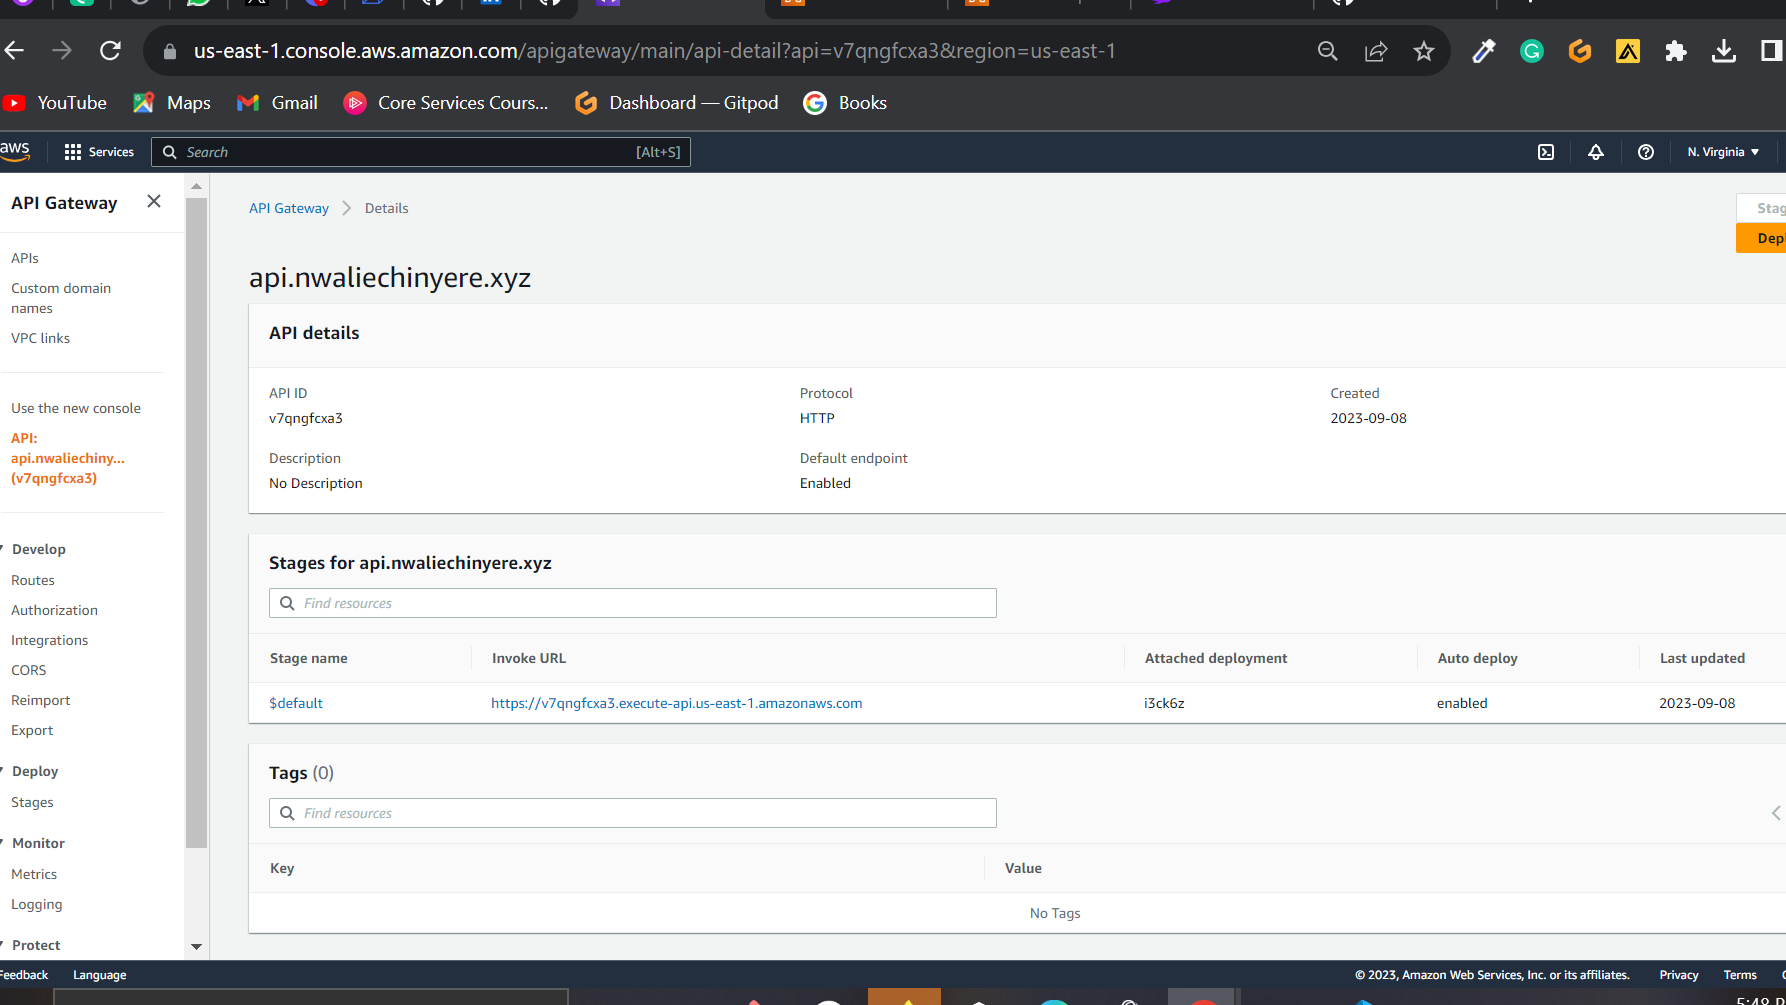 us-east-1.console.aws.amazon.com/apigateway/main/api-detail?api=v7qngfcxa3&region=us-east-1
YouTube Maps Gmail Core Services Cours... Dashboard — Gitpod Books
aws Services Search [Alt+S] N. Virginia
API Gateway
APIs
Custom domain
names
VPC links
Use the new console
API:
api.nwaliechiny...
(v7qngfcxa3)
Develop
Routes
Authorization
Integrations
CORS
Reimport
Export
Deploy
Stages
Monitor
Metrics
Logging
Protect
API Gateway Details
Stag
Depl
api.nwaliechinyere.xyz
API details
API ID Protocol Created
v7qngfcxa3 HTTP 2023-09-08
Description Default endpoint
No Description Enabled
Stages for api.nwaliechinyere.xyz
Find resources
Stage name Invoke URL Attached deployment Auto deploy Last updated
$default https://v7qngfcxa3.execute-api.us-east-1.amazonaws.com i3ck6z enabled 2023-09-08
Tags (0)
Find resources
Key Value
No Tags
Feedback Language © 2023, Amazon Web Services, Inc. or its affiliates. Privacy Terms
5:48 P